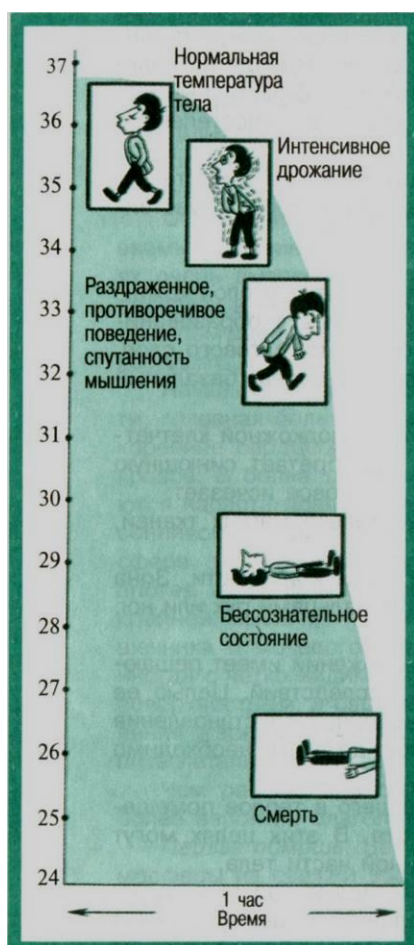 37
Нормальная
температура
тела
36
Интенсивное
дрожание
35
34
Раздраженное,
противоречивое
поведение,
спутанность
мышления
33
32
31
30
29
Бессознательное
состояние
28
27
26
Смерть
25
24
1 час
Время